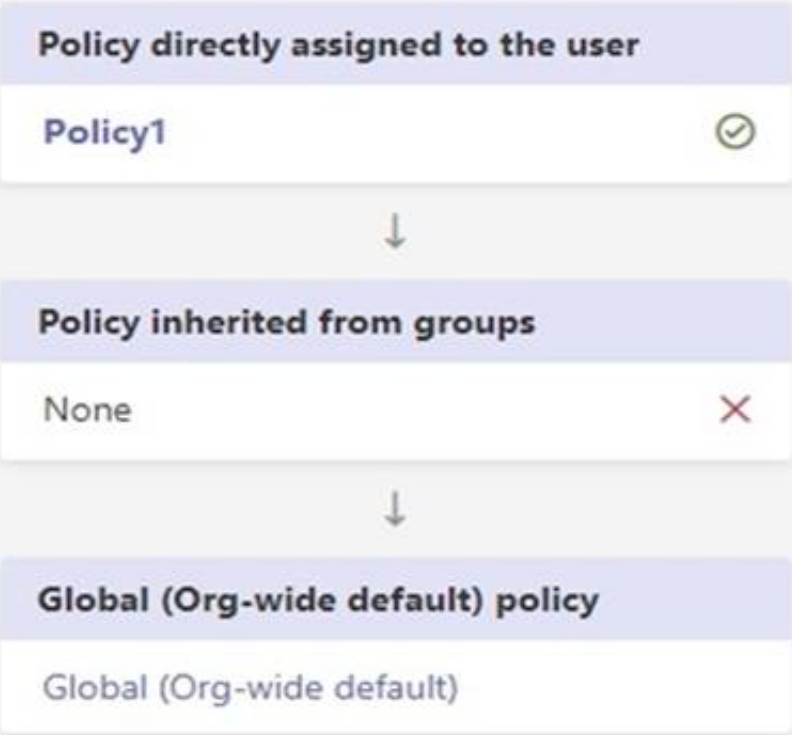 Policy directly assigned to the user
Policy1
Policy inherited from groups
None
Global (Org-wide default) policy
Global (Org-wide default)